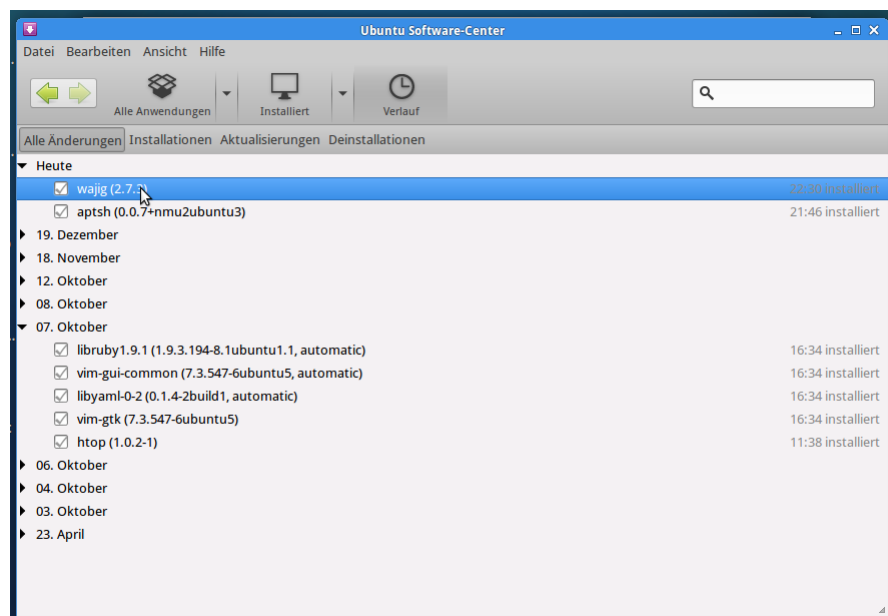 Ubuntu Software-Center
Datei Bearbeiten Ansicht Hilfe
Alle Anwendungen Installiert Verlauf
Alle Änderungen Installationen Aktualisierungen Deinstallationen
Heute
wajig (2.7.3) 22:30 installiert
aptsh (0.0.7+nmu2ubuntu3) 21:46 installiert
19. Dezember
18. November
12. Oktober
08. Oktober
07. Oktober
libruby1.9.1 (1.9.3.194-8.1ubuntu1.1, automatic) 16:34 installiert
vim-gui-common (7.3.547-6ubuntu5, automatic) 16:34 installiert
libyaml-0-2 (0.1.4-2build1, automatic) 16:34 installiert
vim-gtk (7.3.547-6ubuntu5) 16:34 installiert
htop (1.0.2-1) 11:38 installiert
06. Oktober
04. Oktober
03. Oktober
23. April